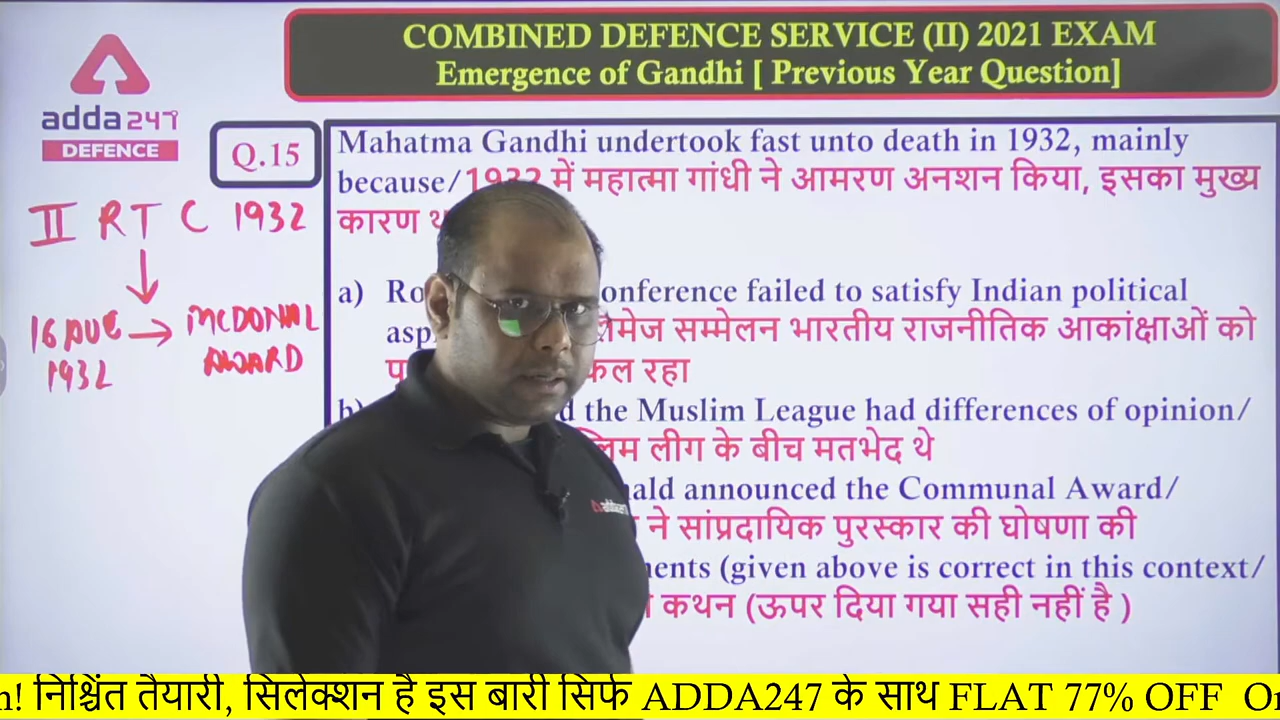 COMBINED DEFENCE SERVICE (II) 2021 EXAM
Emergence of Gandhi [ Previous Year Question]
adda247
DEFENCE
Q.15
Mahatma Gandhi undertook fast unto death in 1932, mainly
because/1932 में महात्मा गांधी ने आमरण अनशन किया, इसका मुख्य
कारण
II RTC 1932
16 AUG 1932 → MCDONAL AWARD
a) onference failed to satisfy Indian political
asp मेज सम्मेलन भारतीय राजनीतिक आकांक्षाओं को
रहा
b) the Muslim League had differences of opinion/
लीग के बीच मतभेद थे
ald announced the Communal Award/
ने सांप्रदायिक पुरस्कार की घोषणा की
ents (given above is correct in this context/
कथन (ऊपर दिया गया सही नहीं है )
निश्चिंत तैयारी, सिलेक्शन है इस बारी सिर्फ ADDA247 के साथ FLAT 77% OFF